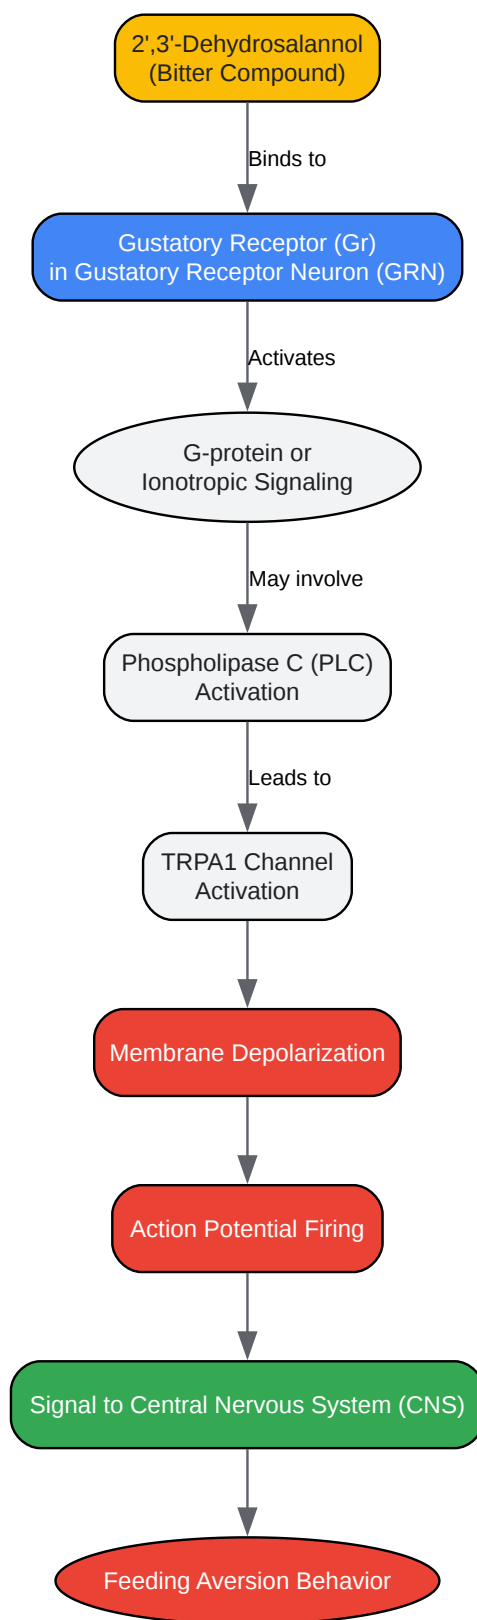 2',3'-Dehydrosalannol
(Bitter Compound)
Binds to
Gustatory Receptor (Gr)
in Gustatory Receptor Neuron (GRN)
Activates
G-protein or
Ionotropic Signaling
May involve
Phospholipase C (PLC)
Activation
Leads to
TRPA1 Channel
Activation
Membrane Depolarization
Action Potential Firing
Signal to Central Nervous System (CNS)
Feeding Aversion Behavior